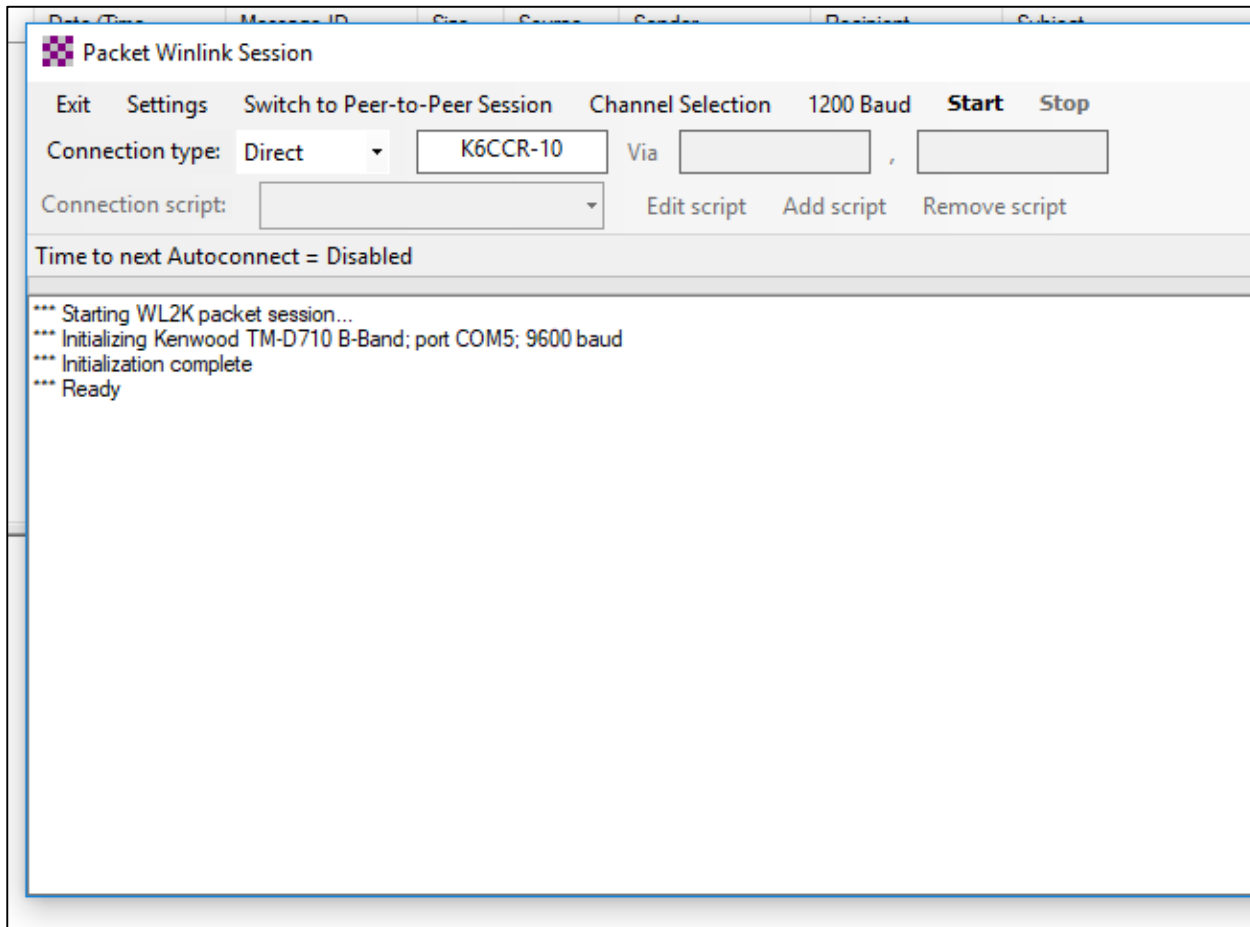 Packet Winlink Session
Exit Settings Switch to Peer-to-Peer Session Channel Selection 1200 Baud Start Stop
Connection type: Direct K6CCR-10 Via ,
Connection script: Edit script Add script Remove script
Time to next Autoconnect = Disabled
*** Starting WL2K packet session...
*** Initializing Kenwood TM-D710 B-Band; port COM5; 9600 baud
*** Initialization complete
*** Ready